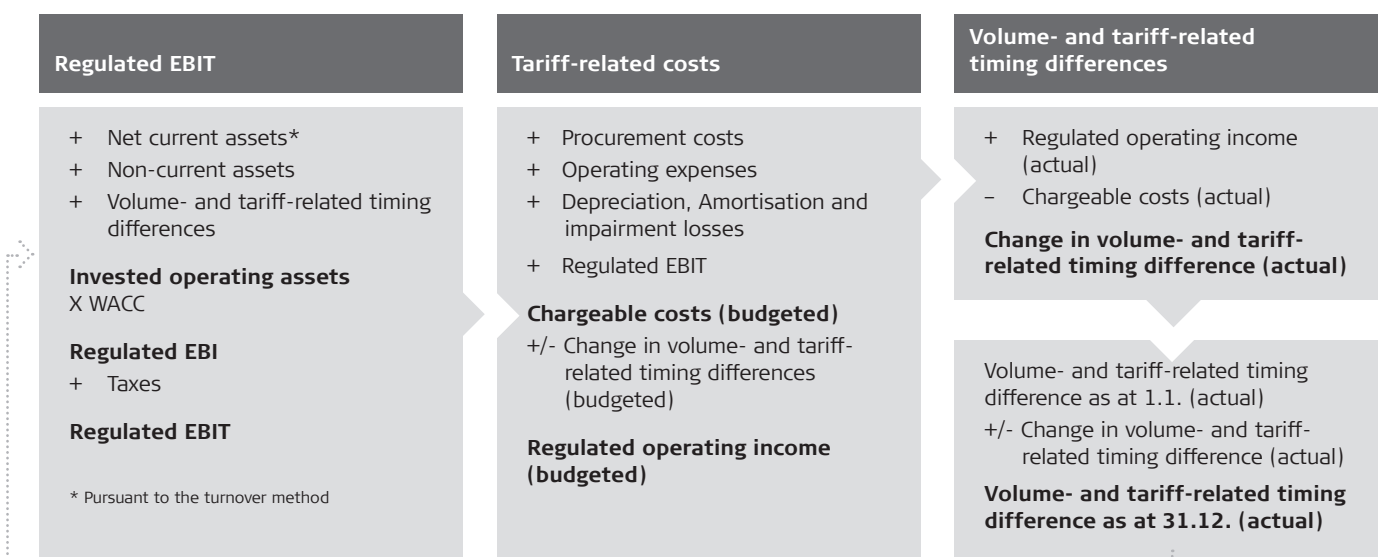 Regulated EBIT
+ Net current assets*
+ Non-current assets
+ Volume- and tariff-related timing
differences
Invested operating assets
X WACC
Regulated EBI
+ Taxes
Regulated EBIT
* Pursuant to the turnover method
Tariff-related costs
+ Procurement costs
+ Operating expenses
+ Depreciation, Amortisation and
impairment losses
+ Regulated EBIT
Chargeable costs (budgeted)
+/- Change in volume- and tariff-
related timing differences
(budgeted)
Regulated operating income
(budgeted)
Volume- and tariff-related
timing differences
+ Regulated operating income
(actual)
– Chargeable costs (actual)
Change in volume- and tariff-
related timing difference (actual)
Volume- and tariff-related timing
difference as at 1.1. (actual)
+/- Change in volume- and tariff-
related timing difference (actual)
Volume- and tariff-related timing
difference as at 31.12. (actual)